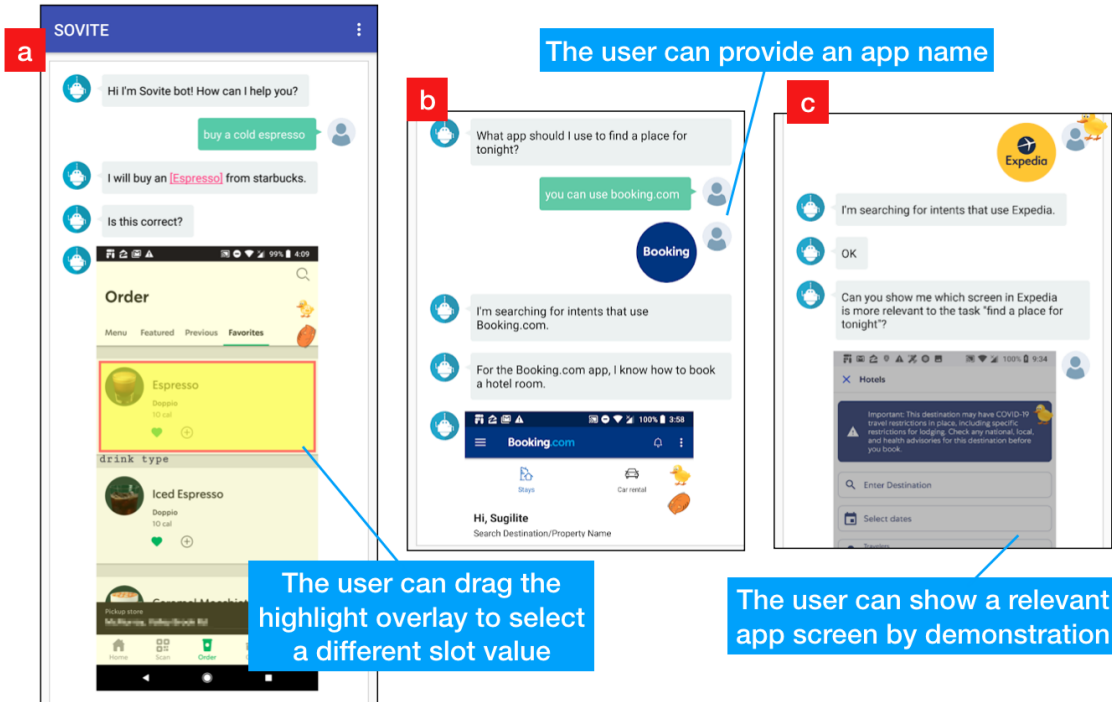 a
SOVITE
Hi I'm Sovite bot! How can I help you?
buy a cold espresso
I will buy an [Espresso] from starbucks.
Is this correct?
99% 4:09
Order
Menu Featured Previous Favorites
Espresso
Doppio
10 cal
drink type
Iced Espresso
Doppio
10 cal
Pickup store
Home Scan Order
The user can drag the
highlight overlay to select
a different slot value
The user can provide an app name
b
What app should I use to find a place for
tonight?
you can use booking.com
Booking
I'm searching for intents that use
Booking.com.
For the Booking.com app, I know how to book
a hotel room.
100% 3:58
Booking.com
Stays Car rental
Hi, Sugilite
Search Destination/Property Name
c
Expedia
I'm searching for intents that use Expedia.
OK
Can you show me which screen in Expedia
is more relevant to the task "find a place for
tonight"?
100% 9:34
Hotels
Important: This destination may have COVID-19
travel restrictions in place, including specific
restrictions for lodging. Check any national, local,
and health advisories for this destination before
you book.
Enter Destination
Select dates
The user can show a relevant
app screen by demonstration